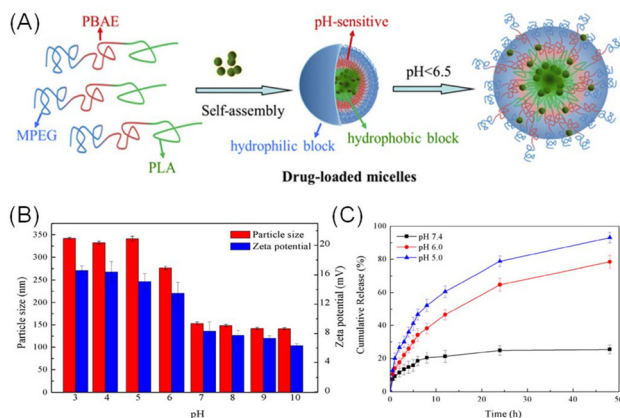 (A)
PBAE
MPEG
PLA
Self-assembly
pH-sensitive
hydrophilic block
hydrophobic block
Drug-loaded micelles
pH<6.5
(B)
Particle size
Zeta potential
350
300
250
200
150
100
50
0
Particle size (nm)
20
16
12
8
4
0
Zeta potential (mV)
3 4 5 6 7 8 9 10
pH
(C)
pH 7.4
pH 6.0
pH 5.0
100
80
60
40
20
0
Cumulative Release (%)
0 10 20 30 40 50
Time (h)